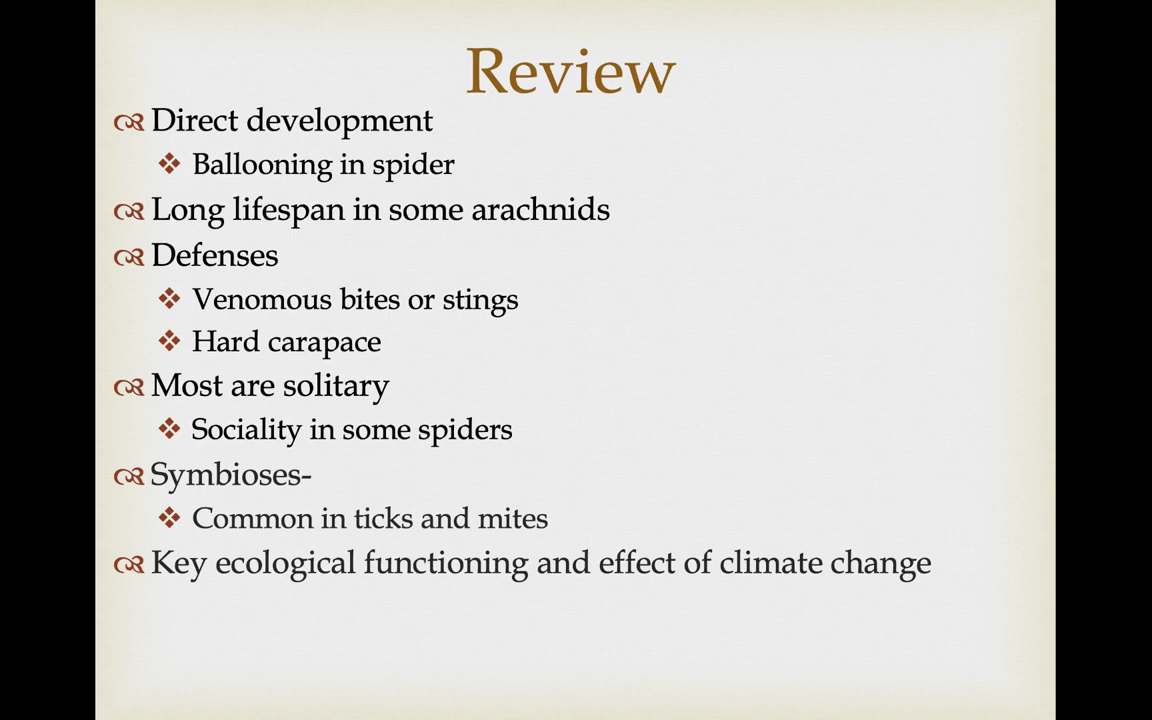 Review
Direct development
Ballooning in spider
Long lifespan in some arachnids
Defenses
Venomous bites or stings
Hard carapace
Most are solitary
Sociality in some spiders
Symbioses-
Common in ticks and mites
Key ecological functioning and effect of climate change